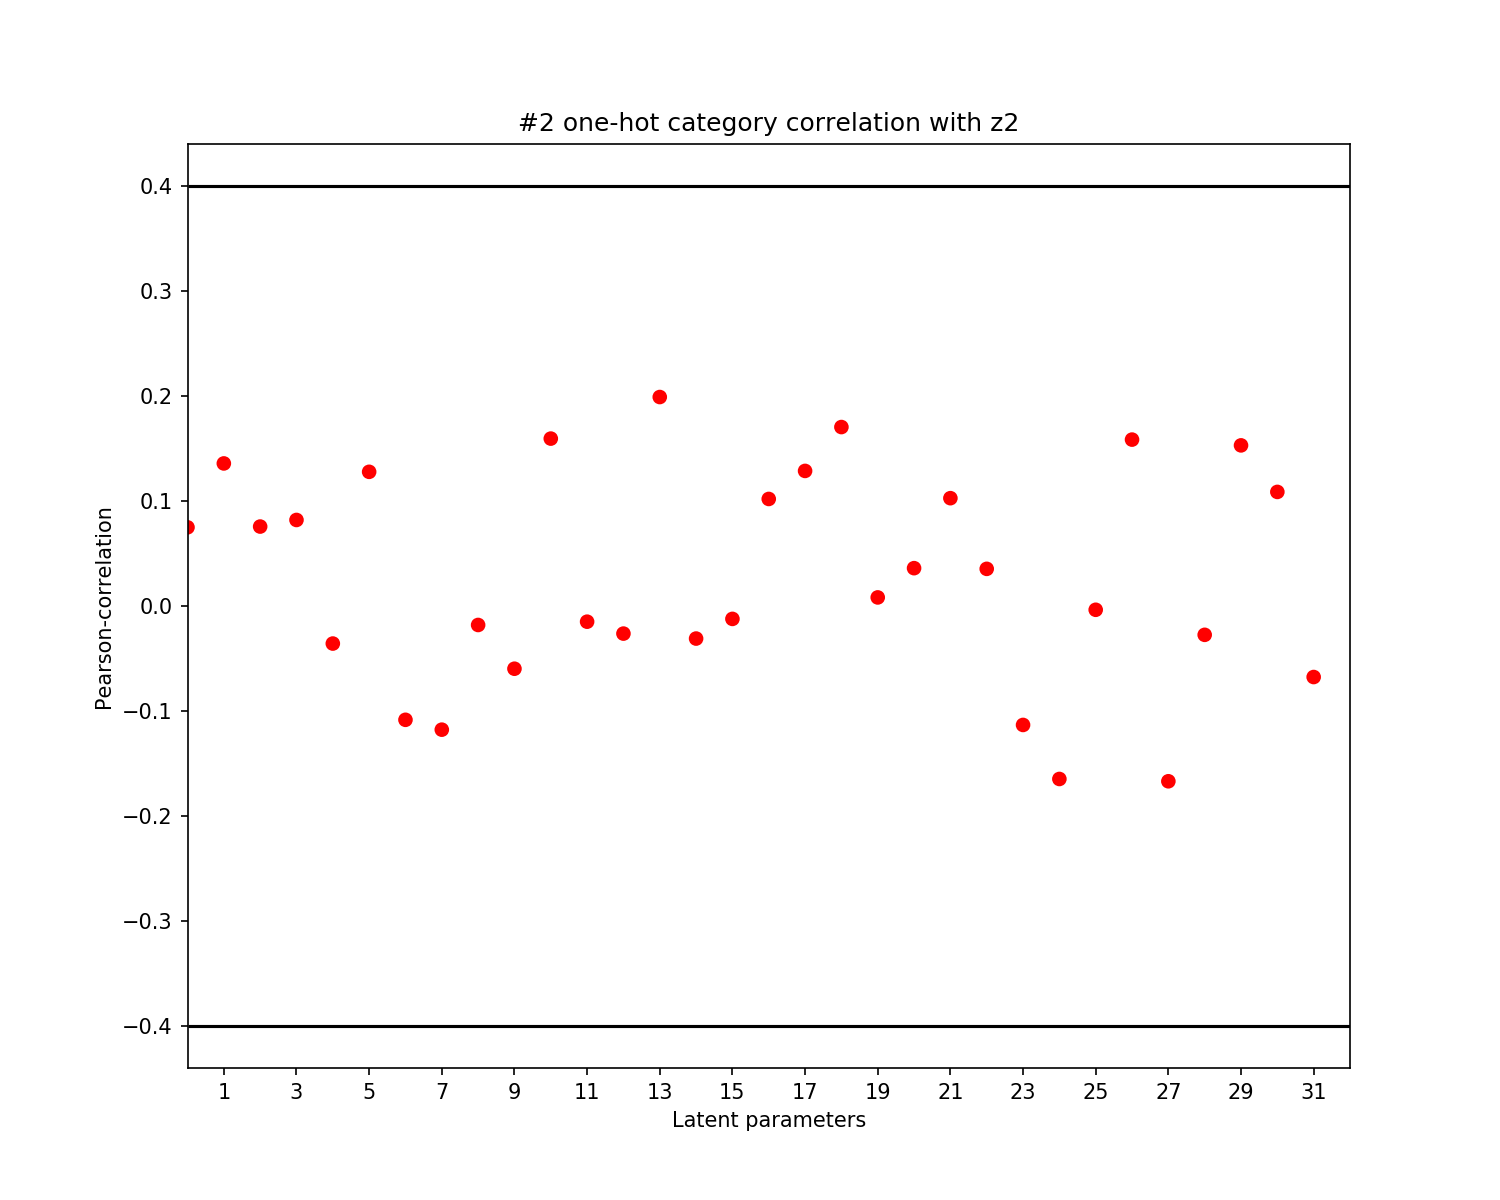 #2 one-hot category correlation with z2
0.4
0.3
0.2
0.1
0.0
−0.1
−0.2
−0.3
−0.4
Pearson-correlation
1 3 5 7 9 11 13 15 17 19 21 23 25 27 29 31
Latent parameters